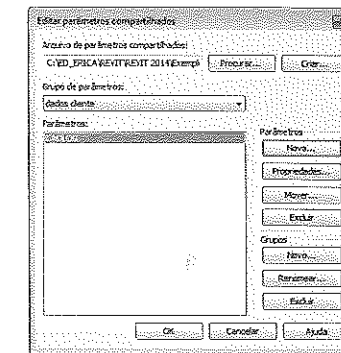 Editar parâmetros compartilhados
Arquivo de parâmetros compartilhados:
C:\ED_ERICA\REVIT\REVIT 2014\Exempl
Procurar...
Criar...
Grupo de parâmetros:
dados cliente
Parâmetros:
Parâmetros
Novo...
Propriedades...
Mover...
Excluir
Grupos
Novo...
Renomear...
Excluir
OK
Cancelar
Ajuda